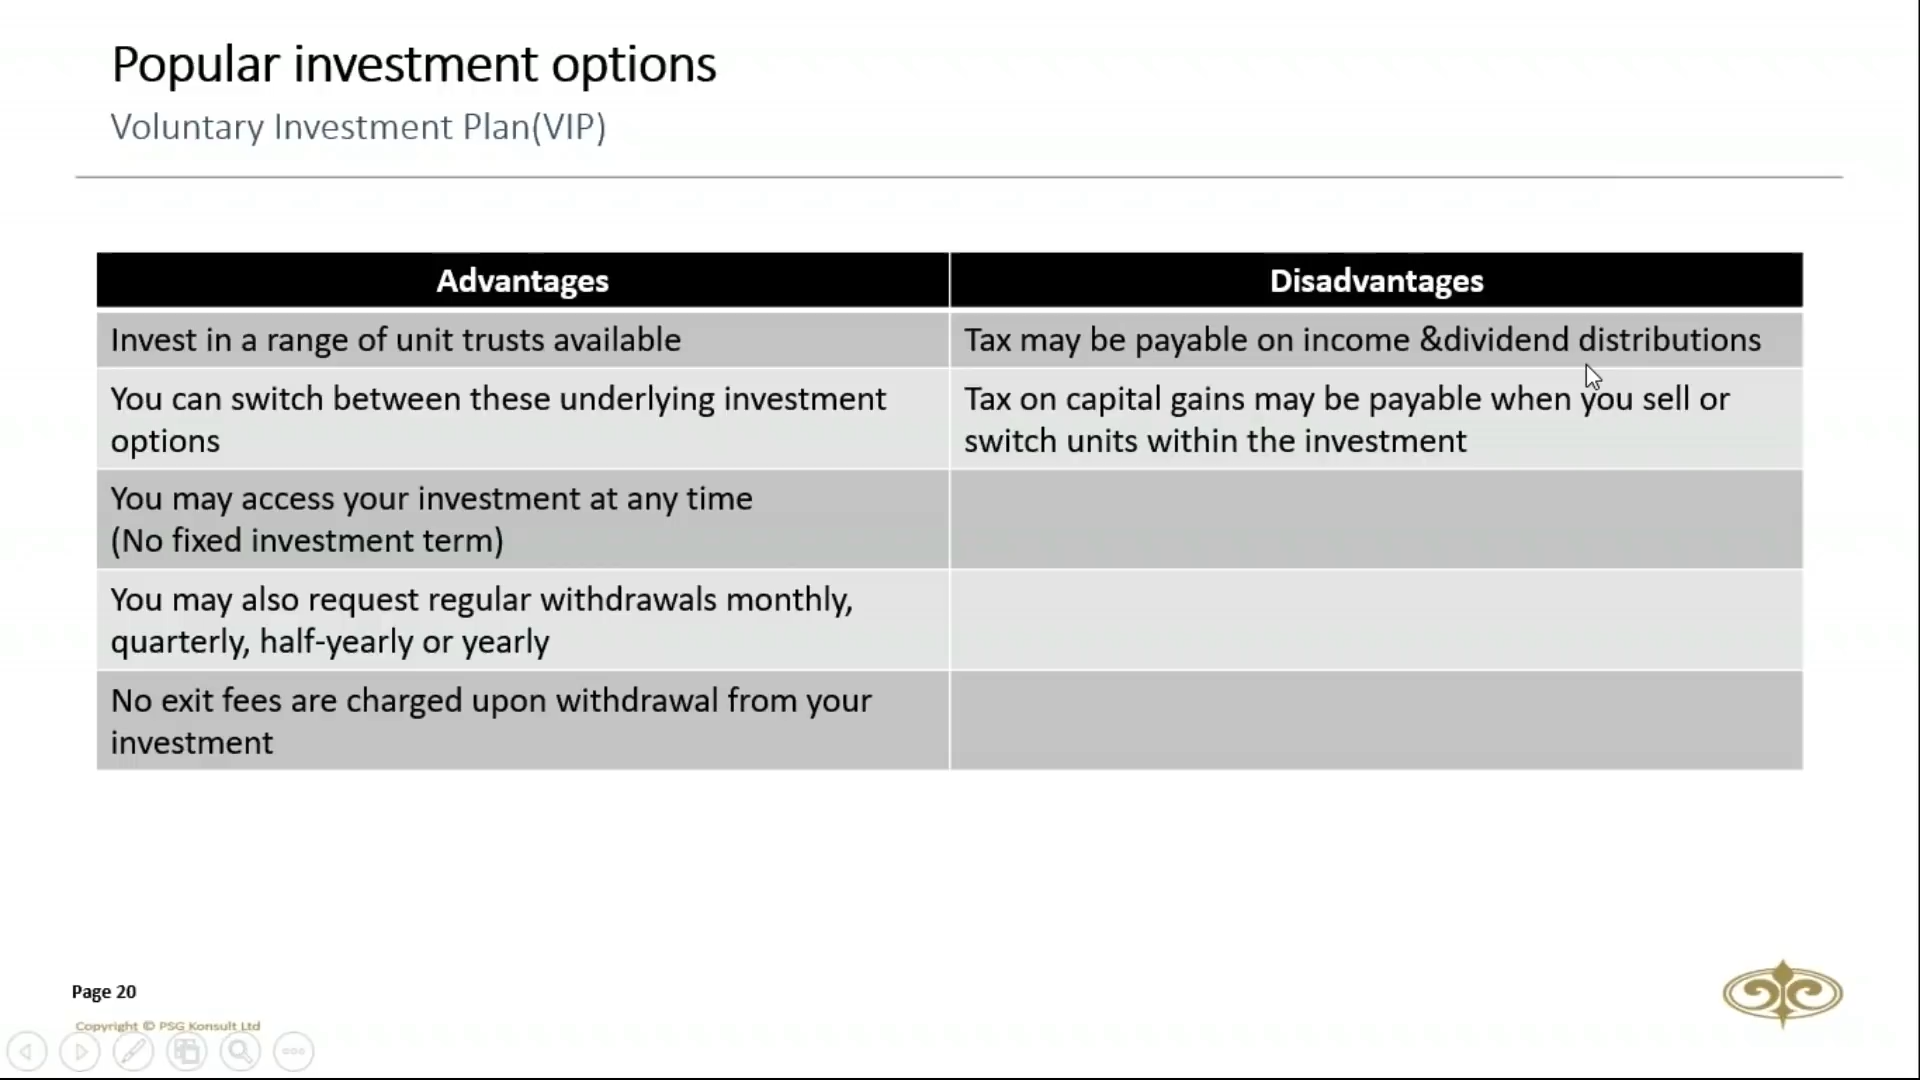 Popular investment options
Voluntary Investment Plan(VIP)
Advantages
Disadvantages
Invest in a range of unit trusts available
Tax may be payable on income &dividend distributions
You can switch between these underlying investment
options
Tax on capital gains may be payable when you sell or
switch units within the investment
You may access your investment at any time
(No fixed investment term)
You may also request regular withdrawals monthly,
quarterly, half-yearly or yearly
No exit fees are charged upon withdrawal from your
investment
Page 20
Copyright © PSG Konsult Ltd